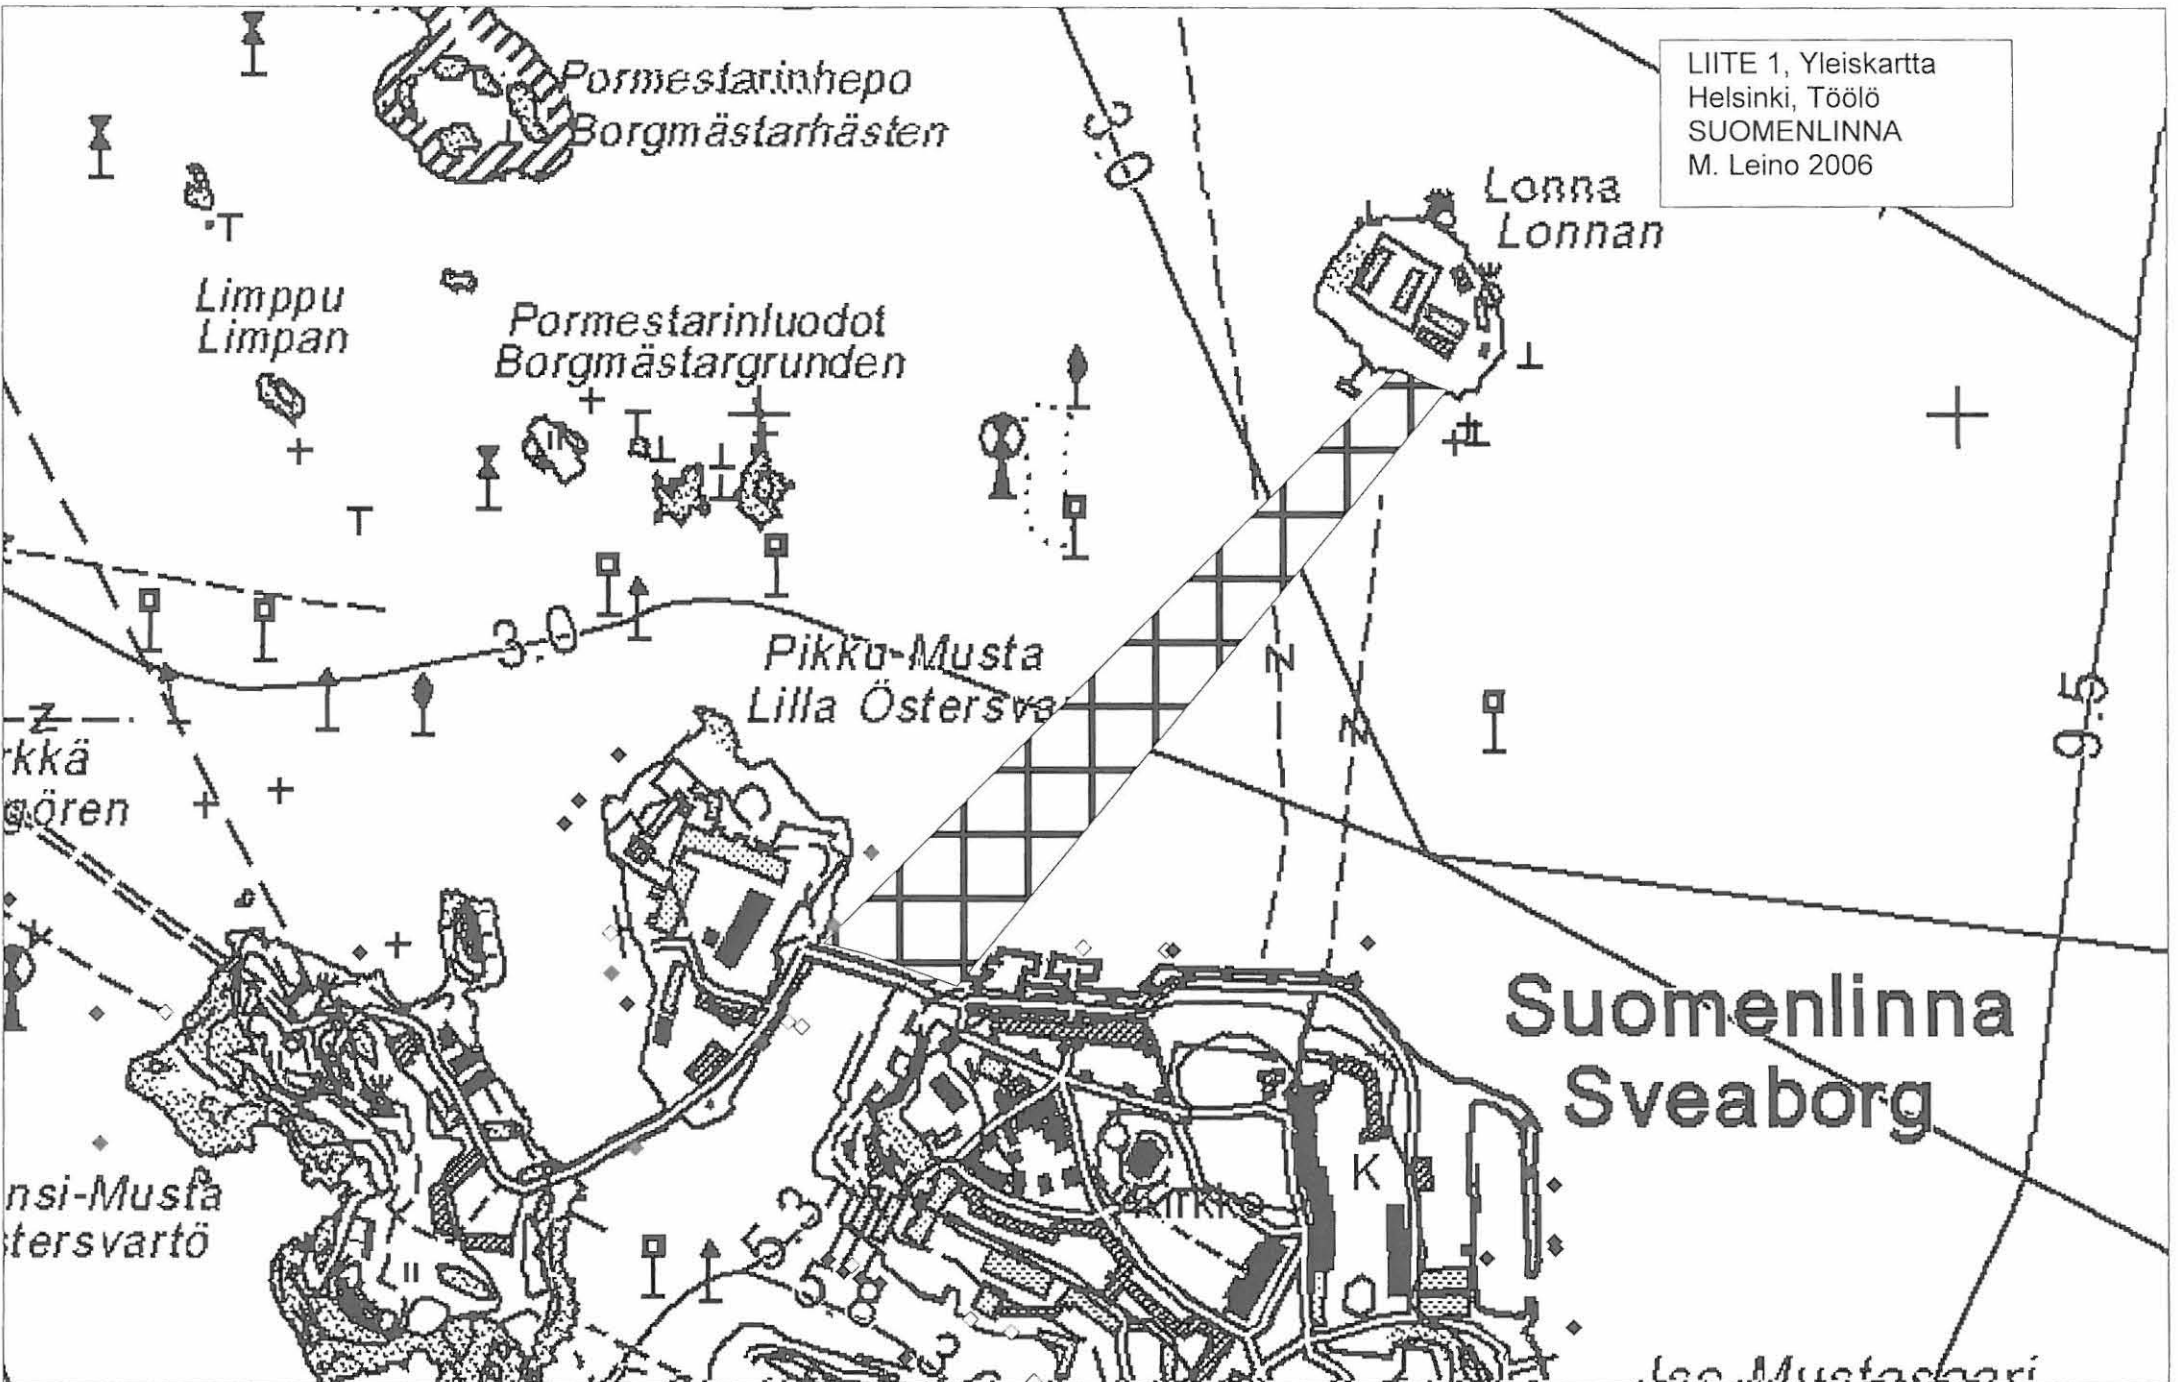 LIITE 1, Yleiskartta
Helsinki, Töölö
SUOMENLINNA
M. Leino 2006
Pormestarinhepo
Borgmästarhästen
3.0
Lonna
Lonnan
Limppu
Limpan
Pormestarinluodot
Borgmästargrunden
3.0
Pikku-Musta
Lilla Östersva
9.5
rkkä
gören
Suomenlinna
Sveaborg
K
nsi-Musta
stersvartö
5.3